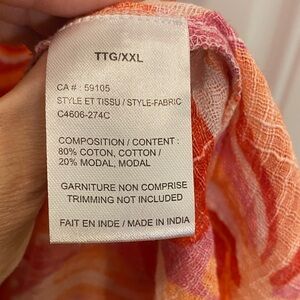 TTG/XXL
CA # : 59105
STYLE ET TISSU / STYLE-FABRIC
C4606-274C
COMPOSITION / CONTENT :
80% COTON, COTTON /
20% MODAL, MODAL
GARNITURE NON COMPRISE
TRIMMING NOT INCLUDED
FAIT EN INDE / MADE IN INDIA